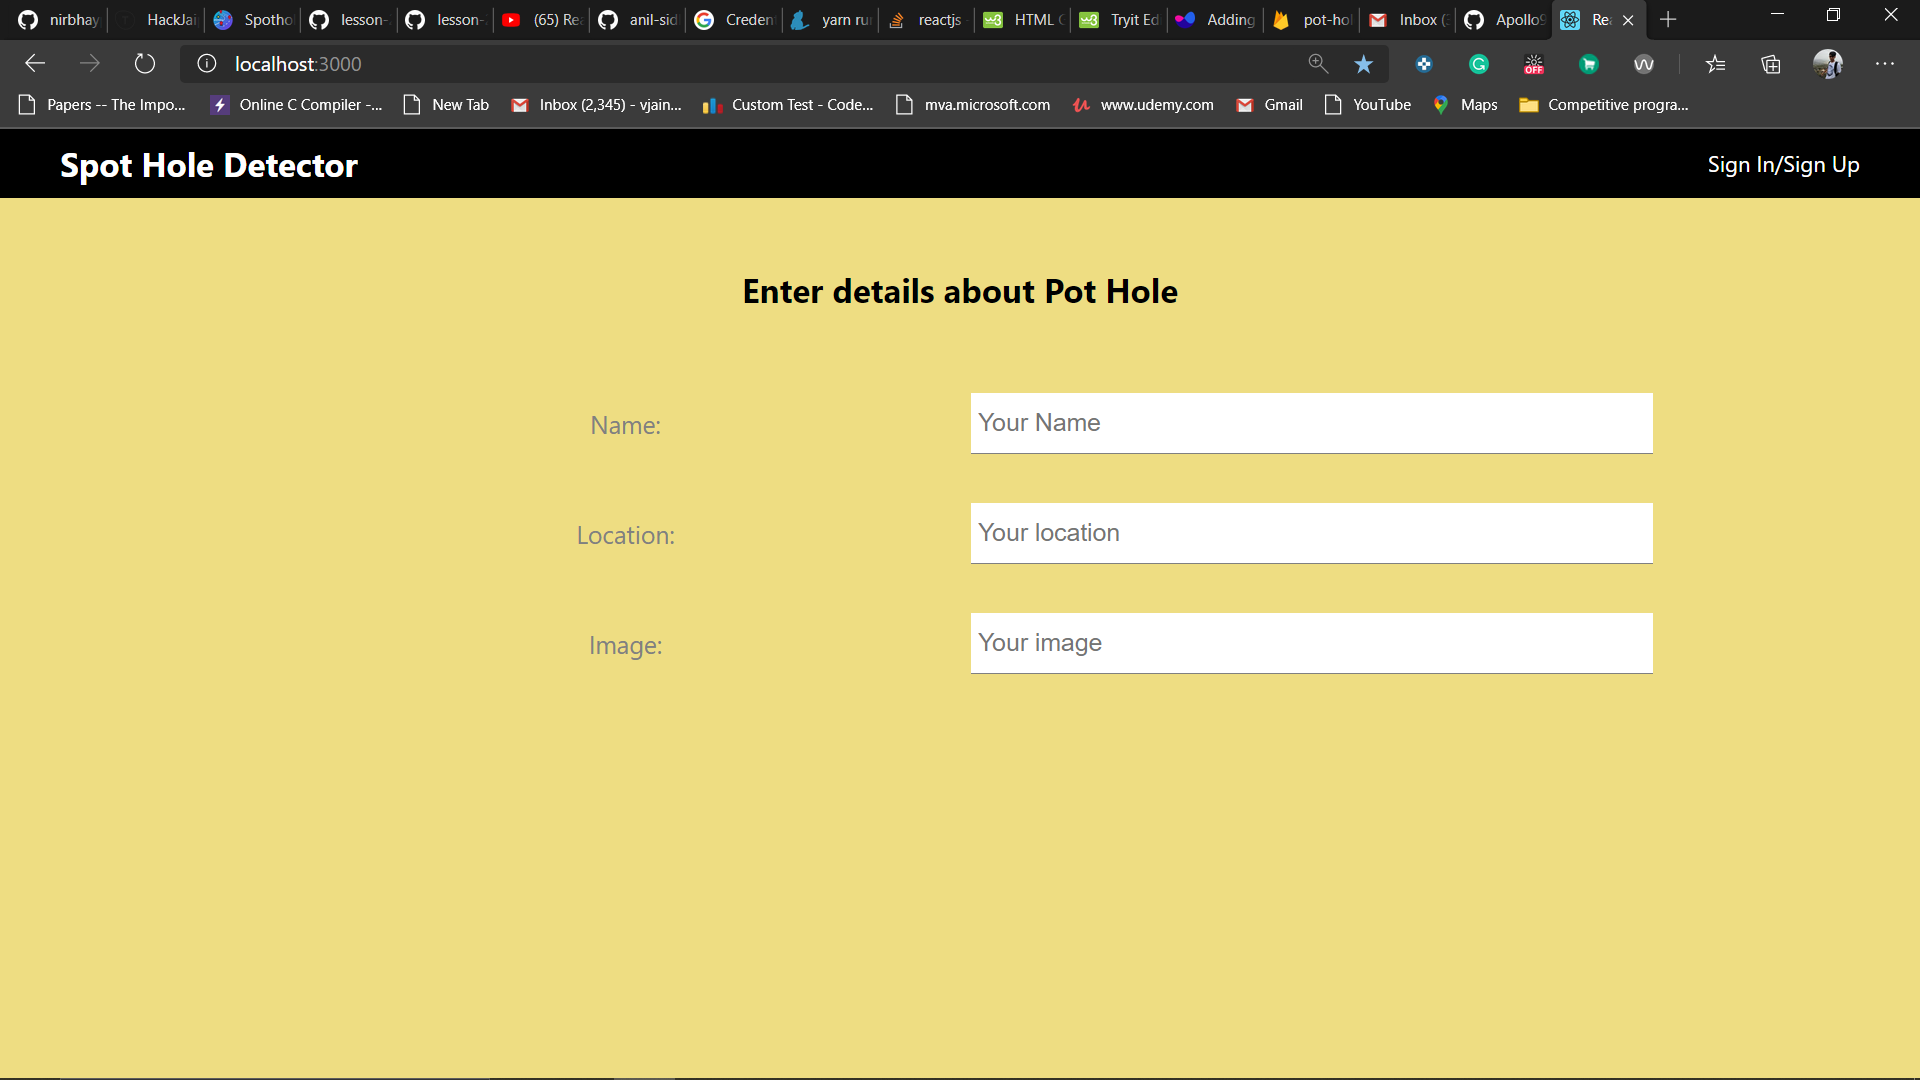 nirbhay HackJai Spotho lesson- lesson- (65) Rea anil-sid Creden yarn ru reactjs HTML Tryit Ed Adding pot-hol Inbox Apollo Rea
localhost:3000
Papers -- The Impo... Online C Compiler -... New Tab Inbox (2,345) - vjain... Custom Test - Code... mva.microsoft.com www.udemy.com Gmail YouTube Maps Competitive progra...
Spot Hole Detector Sign In/Sign Up
Enter details about Pot Hole
Name: Your Name
Location: Your location
Image: Your image